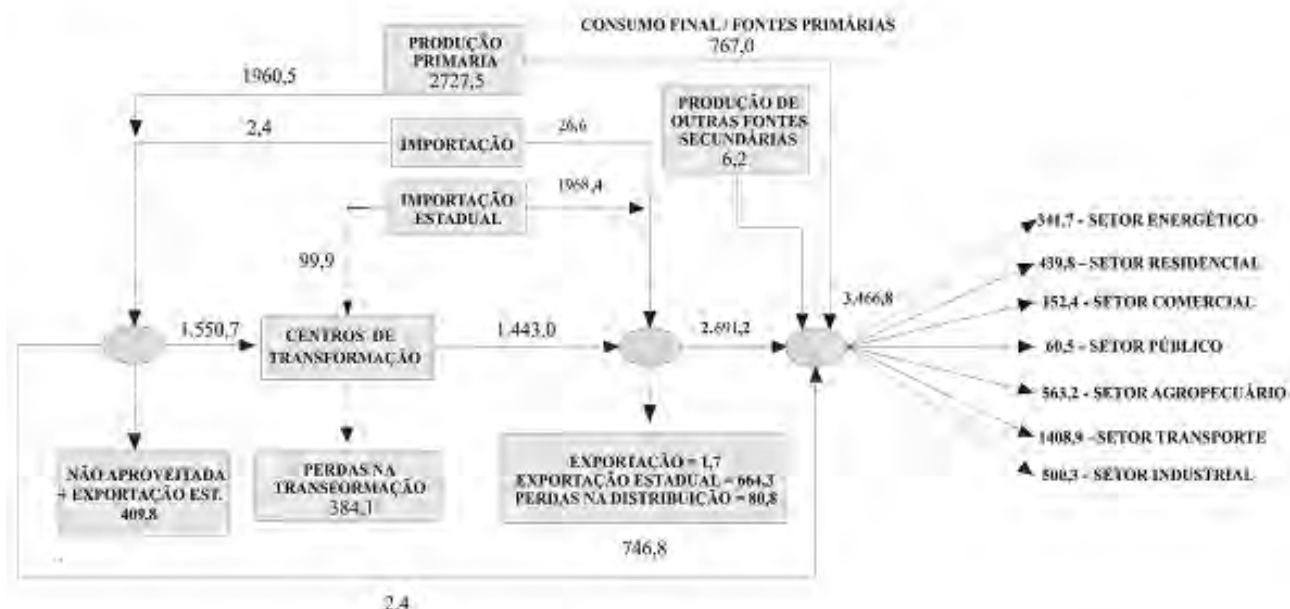 CONSUMO FINAL / FONTES PRIMÁRIAS
767,0
PRODUÇÃO
PRIMARIA
2727,5
1960,5
PRODUÇÃO DE
OUTRAS FONTES
SECUNDÁRIAS
6,2
2,4
IMPORTAÇÃO
26,6
IMPORTAÇÃO
ESTADUAL
1968,4
99,9
341,7 - SETOR ENERGÉTICO
439,8 – SETOR RESIDENCIAL
152,4 - SETOR COMERCIAL
60,5 - SETOR PÚBLICO
563,2 - SETOR AGROPECUÁRIO
1408,9 – SETOR TRANSPORTE
500,3 - SETOR INDUSTRIAL
3.466,8
1.550,7
CENTROS DE
TRANSFORMAÇÃO
1.443,0
2.691,2
NÃO APROVEITADA
+ EXPORTAÇÃO EST.
409,8
PERDAS NA
TRANSFORMAÇÃO
384,1
EXPORTAÇÃO = 1,7
EXPORTAÇÃO ESTADUAL = 664,3
PERDAS NA DISTRIBUIÇÃO = 80,8
746,8
2,4